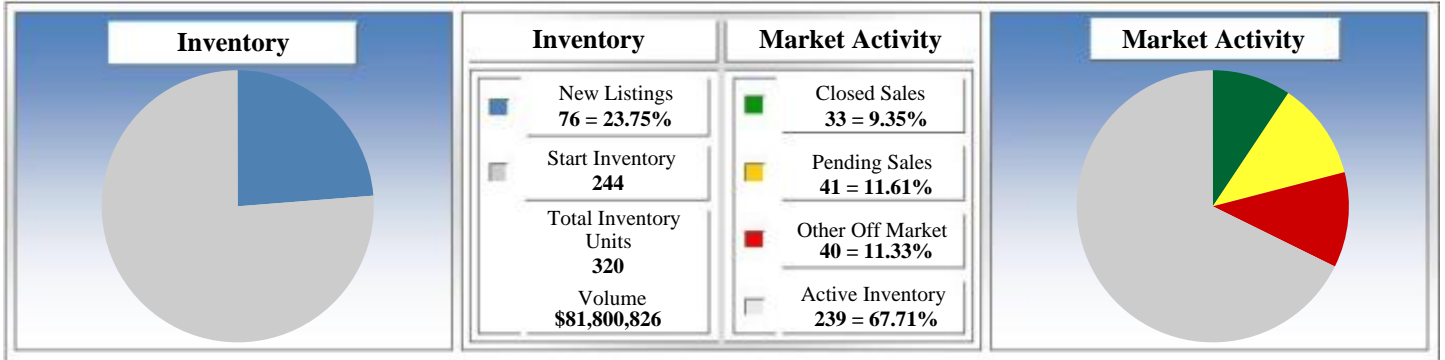 Inventory
Inventory
Market Activity
Market Activity
New Listings
76 = 23.75%
Start Inventory
244
Total Inventory
Units
320
Volume
$81,800,826
Closed Sales
33 = 9.35%
Pending Sales
41 = 11.61%
Other Off Market
40 = 11.33%
Active Inventory
239 = 67.71%